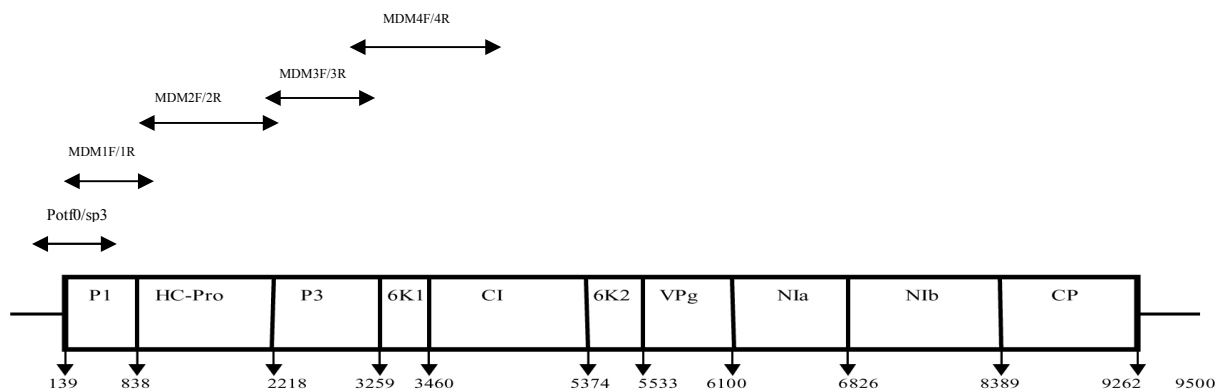 MDM4F/4R
MDM3F/3R
MDM2F/2R
MDM1F/1R
Potf0/sp3
P1 HC-Pro P3 6K1 CI 6K2 VPg NIa NIb CP
139 838 2218 3259 3460 5374 5533 6100 6826 8389 9262 9500